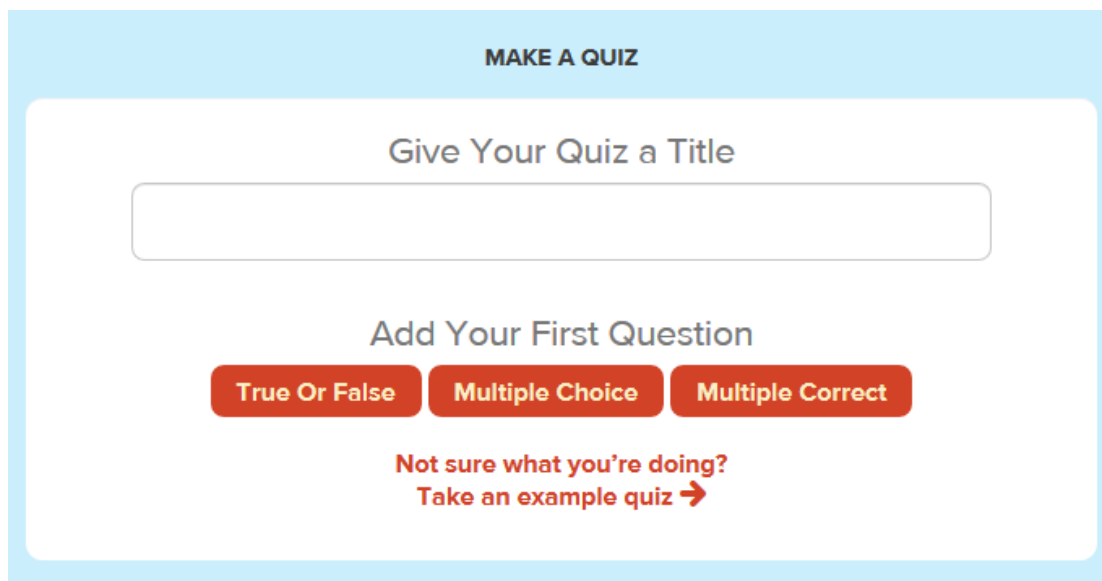 MAKE A QUIZ
Give Your Quiz a Title
Add Your First Question
True Or False Multiple Choice Multiple Correct
Not sure what you’re doing?
Take an example quiz →